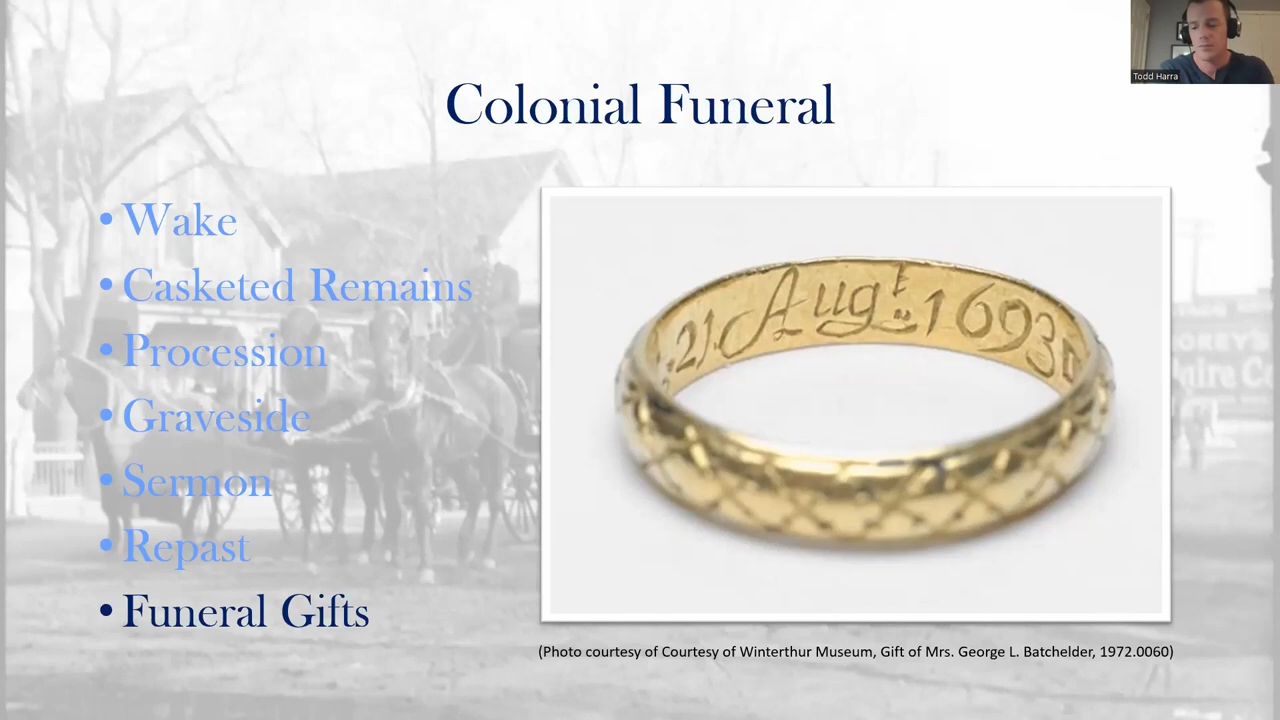 Todd Harra
Colonial Funeral
• Wake
• Casketed Remains
• Procession
• Graveside
• Sermon
• Repast
• Funeral Gifts
21. Augt. 1693
(Photo courtesy of Courtesy of Winterthur Museum, Gift of Mrs. George L. Batchelder, 1972.0060)